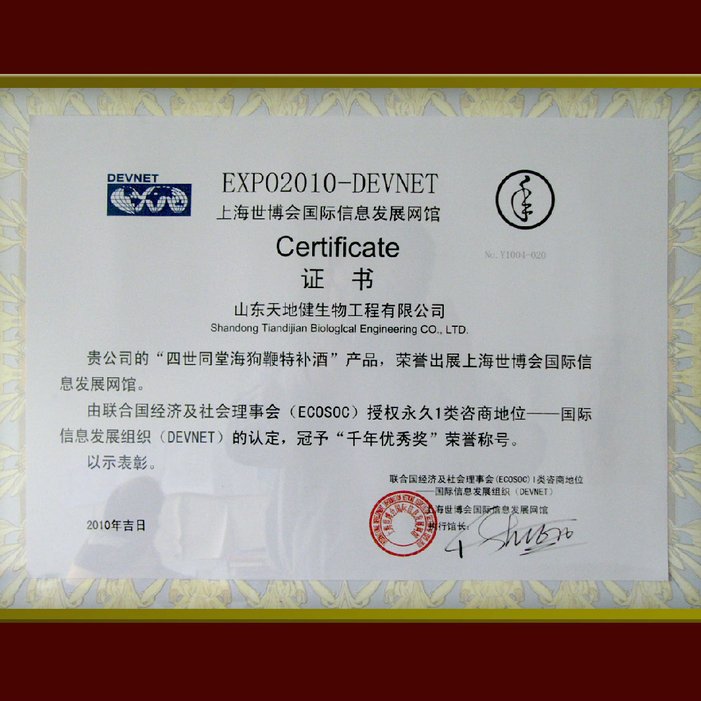 DEVNET
EXPO2010-DEVNET
上海世博会国际信息发展网馆
Certificate
No.Y1004-020
证 书
山东天地健生物工程有限公司
Shandong Tiandijian Biologlcal Engineering CO., LTD.
贵公司的“四世同堂海狗鞭特补酒”产品，荣誉出展上海世博会国际信
息发展网馆。
由联合国经济及社会理事会（ECOSOC）授权永久1类咨商地位——国际
信息发展组织（DEVNET）的认定，冠予“千年优秀奖”荣誉称号。
以示表彰。
联合国经济及社会理事会(ECOSOC)1类咨商地位
——国际信息发展组织（DEVNET）
上海世博会国际信息发展网馆
执行馆长：
2010年吉日